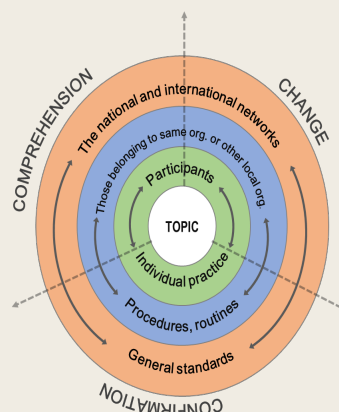 COMPREHENSION
CHANGE
The national and international networks
Those belonging to same org. or other local org.
Participants
TOPIC
Individual practice
Procedures, routines
General standards
CONFIRMATION